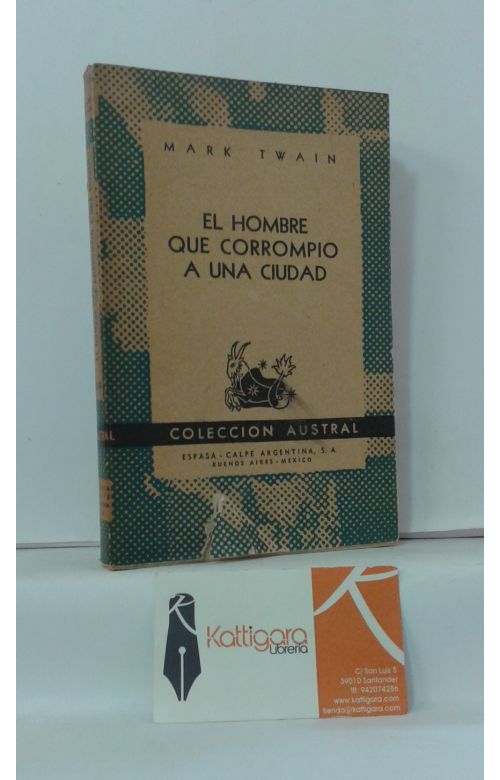 MARK TWAIN
EL HOMBRE
QUE CORROMPIO
A UNA CIUDAD
COLECCION AUSTRAL
ESPASA - CALPE ARGENTINA, S. A.
BUENOS AIRES - MEXICO
Kattigara
Librería
C/ San Luis 5
39010 Santander
tlf: 942074286
www.kattigara.com
tienda@kattigara.com